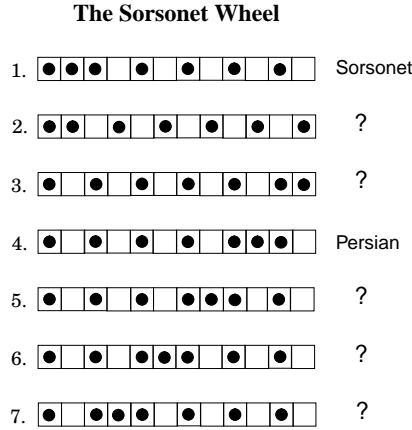 The Sorsonet Wheel
1. Sorsonet
2. ?
3. ?
4. Persian
5. ?
6. ?
7. ?